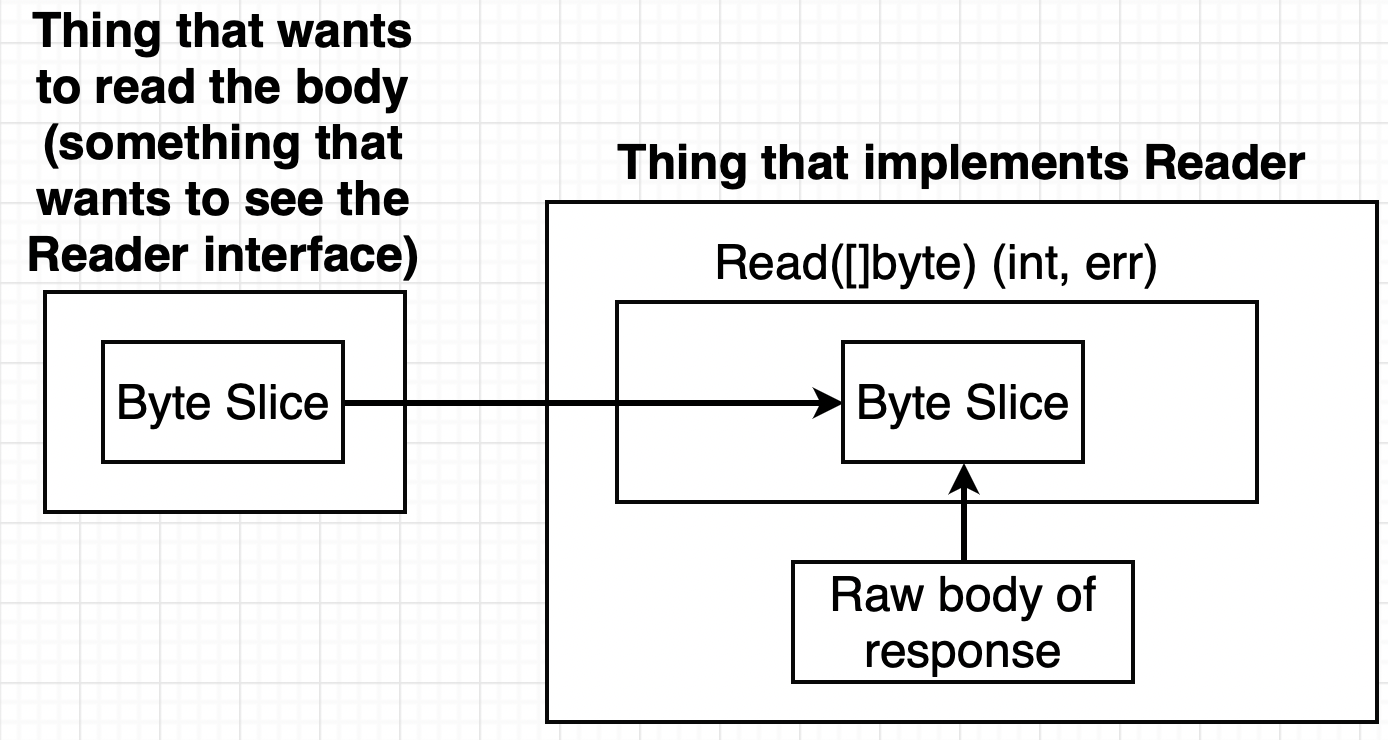 Thing that wants
to read the body
(something that
wants to see the
Reader interface)
Byte Slice
Thing that implements Reader
Read([]byte) (int, err)
Byte Slice
Raw body of
response